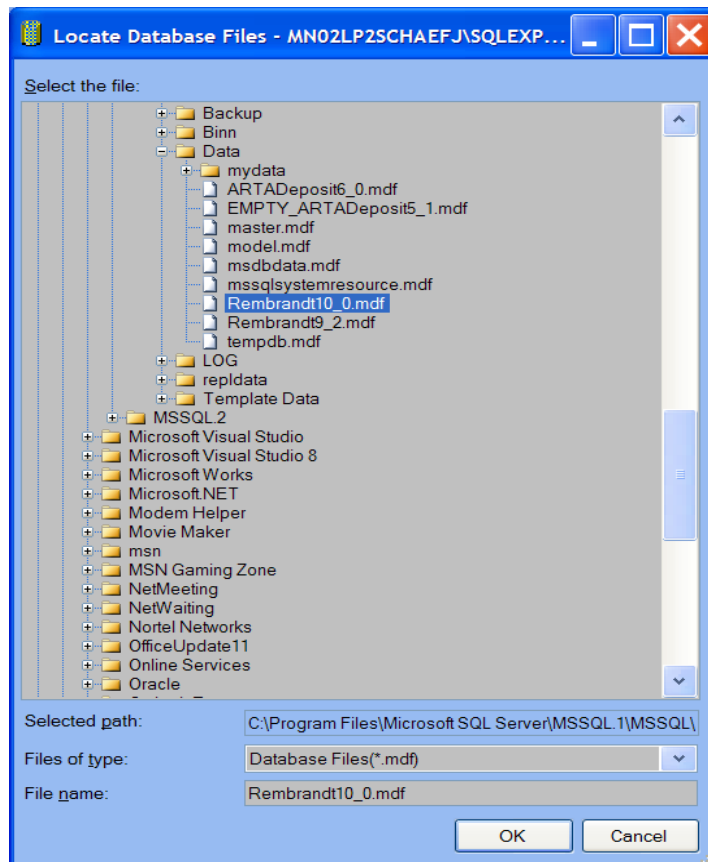 Locate Database Files - MN02LP2SCHAEFJ\SQLEXP...
Select the file:
Backup
Binn
Data
mydata
ARTADeposit6_0.mdf
EMPTY_ARTADeposit5_1.mdf
master.mdf
model.mdf
msdbdata.mdf
mssqlsystemresource.mdf
Rembrandt10_0.mdf
Rembrandt9_2.mdf
tempdb.mdf
LOG
repldata
Template Data
MSSQL.2
Microsoft Visual Studio
Microsoft Visual Studio 8
Microsoft Works
Microsoft.NET
Modem Helper
Movie Maker
msn
MSN Gaming Zone
NetMeeting
NetWaiting
Nortel Networks
OfficeUpdate11
Online Services
Oracle
Selected path: C:\Program Files\Microsoft SQL Server\MSSQL.1\MSSQL\
Files of type: Database Files(*.mdf)
File name: Rembrandt10_0.mdf
OK Cancel